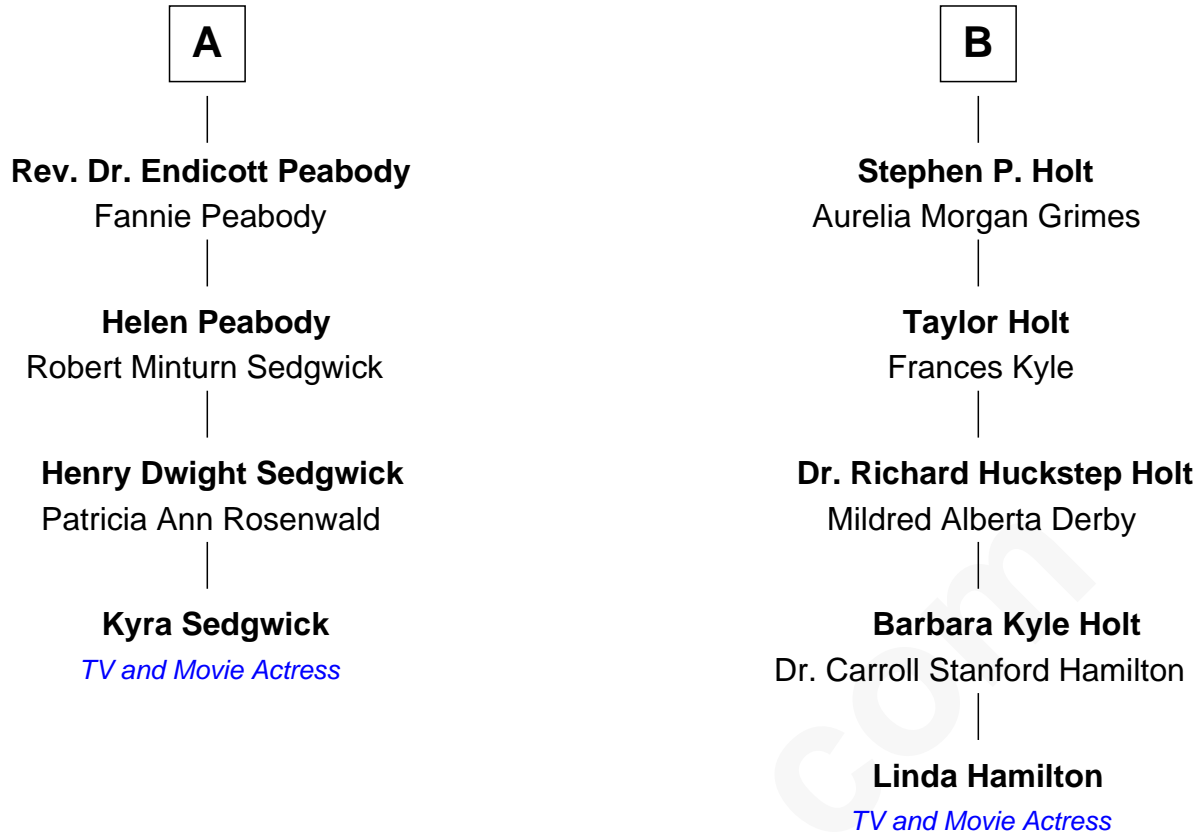 A
Rev. Dr. Endicott Peabody
Fannie Peabody
Helen Peabody
Robert Minturn Sedgwick
Henry Dwight Sedgwick
Patricia Ann Rosenwald
Kyra Sedgwick
TV and Movie Actress
B
Stephen P. Holt
Aurelia Morgan Grimes
Taylor Holt
Frances Kyle
Dr. Richard Huckstep Holt
Mildred Alberta Derby
Barbara Kyle Holt
Dr. Carroll Stanford Hamilton
Linda Hamilton
TV and Movie Actress
com